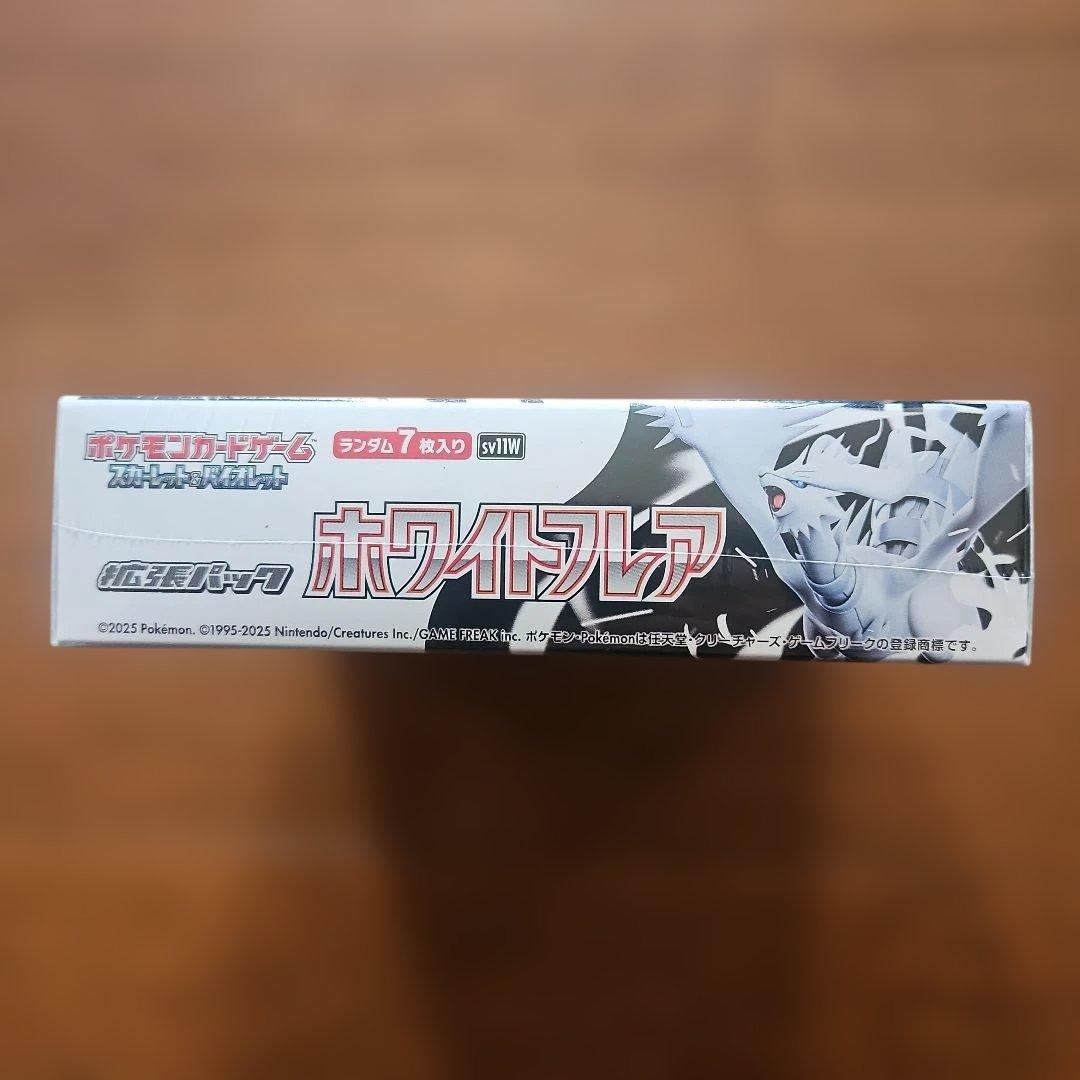 ポケモンカードゲーム™
スカーレット&バイオレット
ランダム7枚入り sv11W
拡張パック ホワイトフレア
©2025 Pokémon. ©1995-2025 Nintendo/Creatures Inc./GAME FREAK inc. ポケモン・Pokémonは任天堂・クリーチャーズ・ゲームフリークの登録商標です。